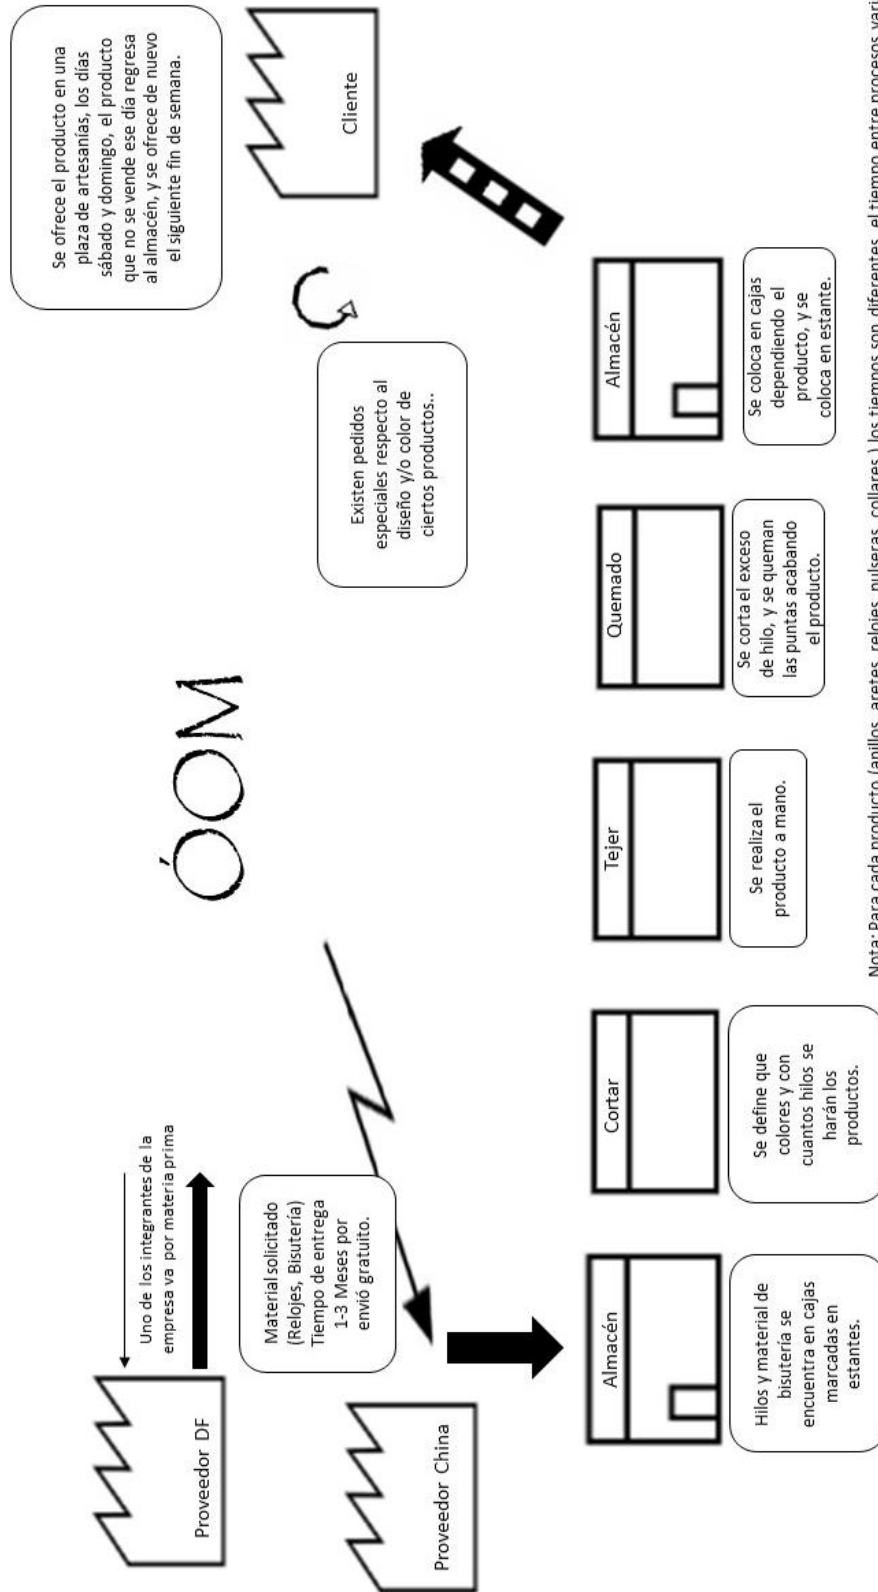 Proveedor DF
Uno de los integrantes de la
empresa va por materia prima
ÓOM
Se ofrece el producto en una
plaza de artesanías, los días
sábado y domingo, el producto
que no se vende ese día regresa
al almacén, y se ofrece de nuevo
el siguiente fin de semana.
Proveedor China
Material solicitado
(Relojes, Bisutería)
Tiempo de entrega
1-3 Meses por
envió gratuito.
Existen pedidos
especiales respecto al
diseño y/o color de
ciertos productos..
Cliente
Almacén
Hilos y material de
bisutería se
encuentra en cajas
marcadas en
estantes.
Cortar
Se define que
colores y con
cuantos hilos se
harán los
productos.
Tejer
Se realiza el
producto a mano.
Quemado
Se corta el exceso
de hilo, y se queman
las puntas acabando
el producto.
Almacén
Se coloca en cajas
dependiendo el
producto, y se
coloca en estante.
Nota: Para cada producto (anillos, aretes, relojes, pulseras, collares ) los tiempos son diferentes, el tiempo entre procesos